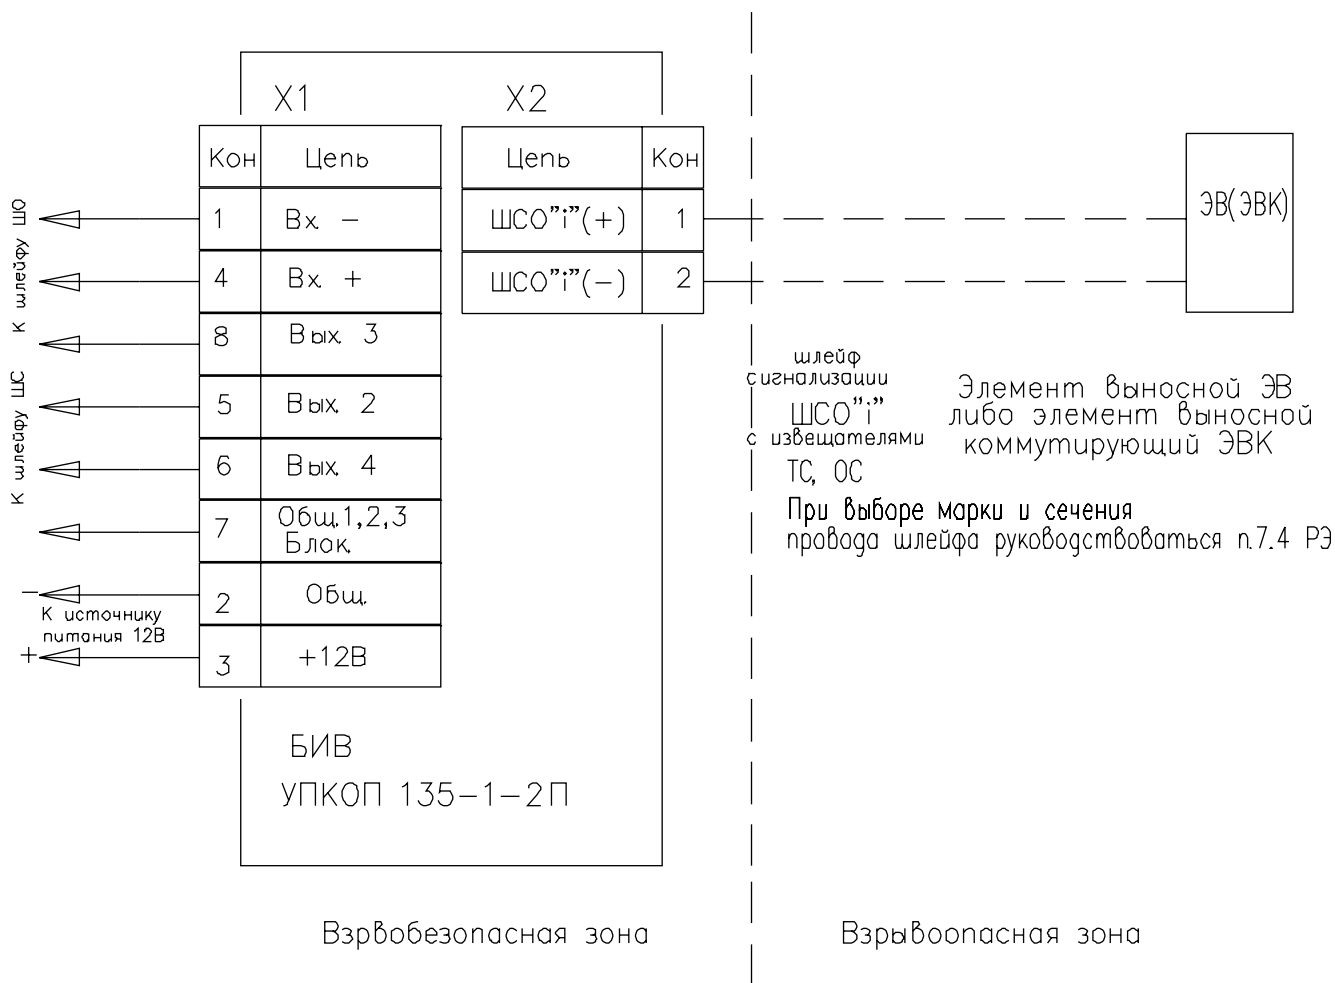 X1
X2
Кон Цепь
Цепь Кон
К шлейфу ШО
1 Вх. –
ШСО"i"(+) 1
4 Вх. +
ШСО"i"(–) 2
ЭВ(ЭВК)
8 Вых. 3
К шлейфу ШС
5 Вых. 2
6 Вых. 4
7 Общ.1,2,3
Блок.
– 2 Общ.
К источнику
питания 12В
+ 3 +12В
шлейф
сигнализации
ШСО"i"
с извещателями
ТС, ОС
Элемент выносной ЭВ
либо элемент выносной
коммутирующий ЭВК
При выборе марки и сечения
провода шлейфа руководствоваться п.7.4 РЭ
БИВ
УПКОП 135–1–2П
Взрвобезопасная зона
Взрывоопасная зона